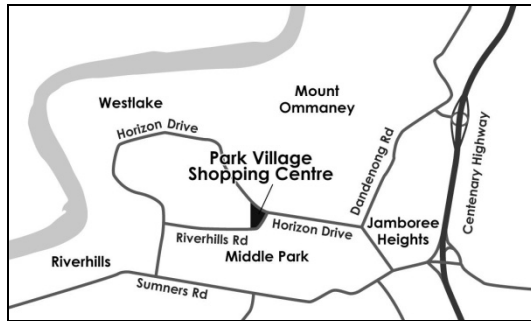 Mount
Ommaney
Westlake
Horizon Drive
Park Village
Shopping Centre
Dandenong Rd
Centenary Highway
Jamboree
Heights
Horizon Drive
Riverhills Rd
Middle Park
Riverhills
Sumners Rd